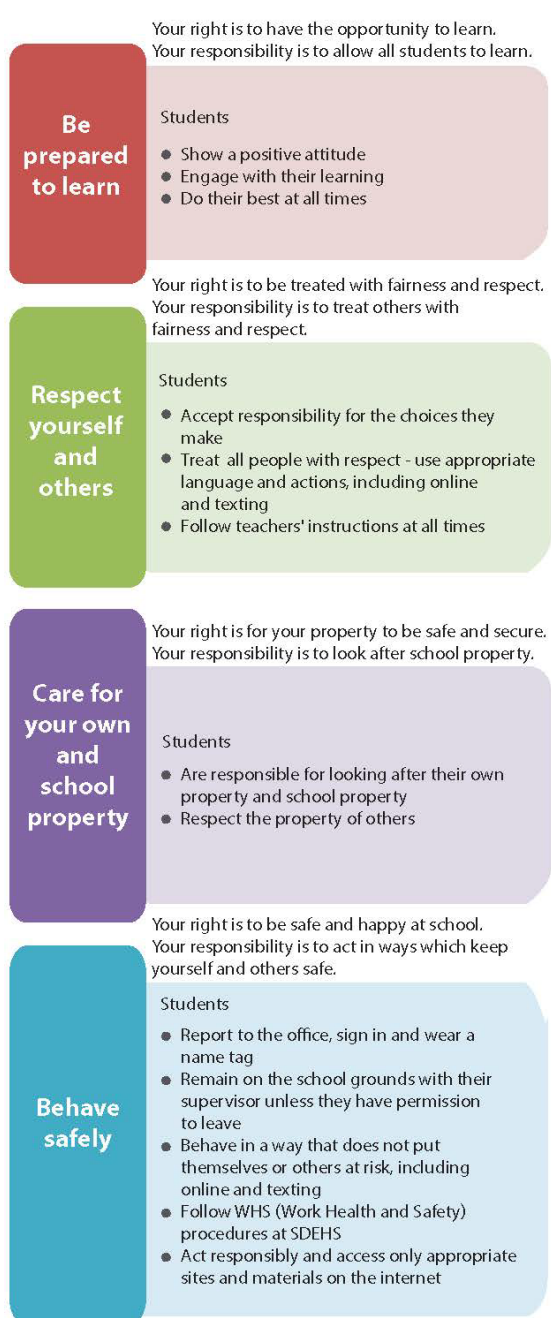 Your right is to have the opportunity to learn.
Your responsibility is to allow all students to learn.
Be
prepared
to learn
Students
● Show a positive attitude
● Engage with their learning
● Do their best at all times
Your right is to be treated with fairness and respect.
Your responsibility is to treat others with
fairness and respect.
Respect
yourself
and
others
Students
● Accept responsibility for the choices they
make
● Treat all people with respect - use appropriate
language and actions, including online
and texting
● Follow teachers' instructions at all times
Your right is for your property to be safe and secure.
Your responsibility is to look after school property.
Care for
your own
and
school
property
Students
● Are responsible for looking after their own
property and school property
● Respect the property of others
Your right is to be safe and happy at school.
Your responsibility is to act in ways which keep
yourself and others safe.
Behave
safely
Students
● Report to the office, sign in and wear a
name tag
● Remain on the school grounds with their
supervisor unless they have permission
to leave
● Behave in a way that does not put
themselves or others at risk, including
online and texting
● Follow WHS (Work Health and Safety)
procedures at SDEHS
● Act responsibly and access only appropriate
sites and materials on the internet